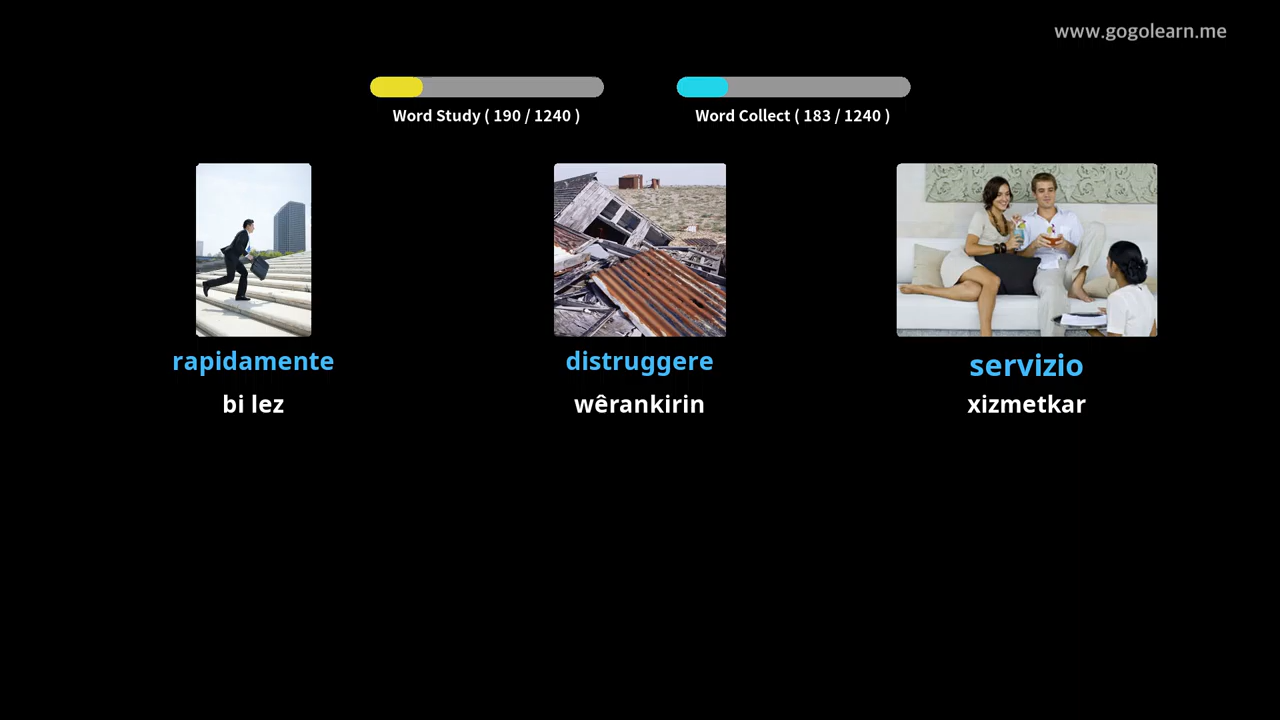 www.gogolearn.me
Word Study ( 190 / 1240 )
Word Collect ( 183 / 1240 )
rapidamente
bi lez
distruggere
wêrankirin
servizio
xizmetkar